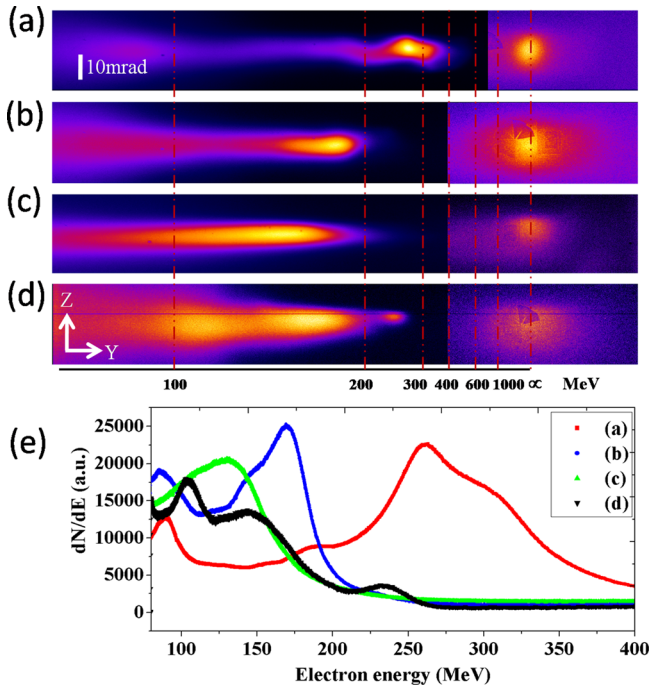 (a)
10mrad
(b)
(c)
(d)
Z
Y
100 200 300 400 600 1000 ∝ MeV
(e)
25000
20000
15000
10000
5000
0
dN/dE (a.u.)
(a)
(b)
(c)
(d)
100 150 200 250 300 350 400
Electron energy (MeV)